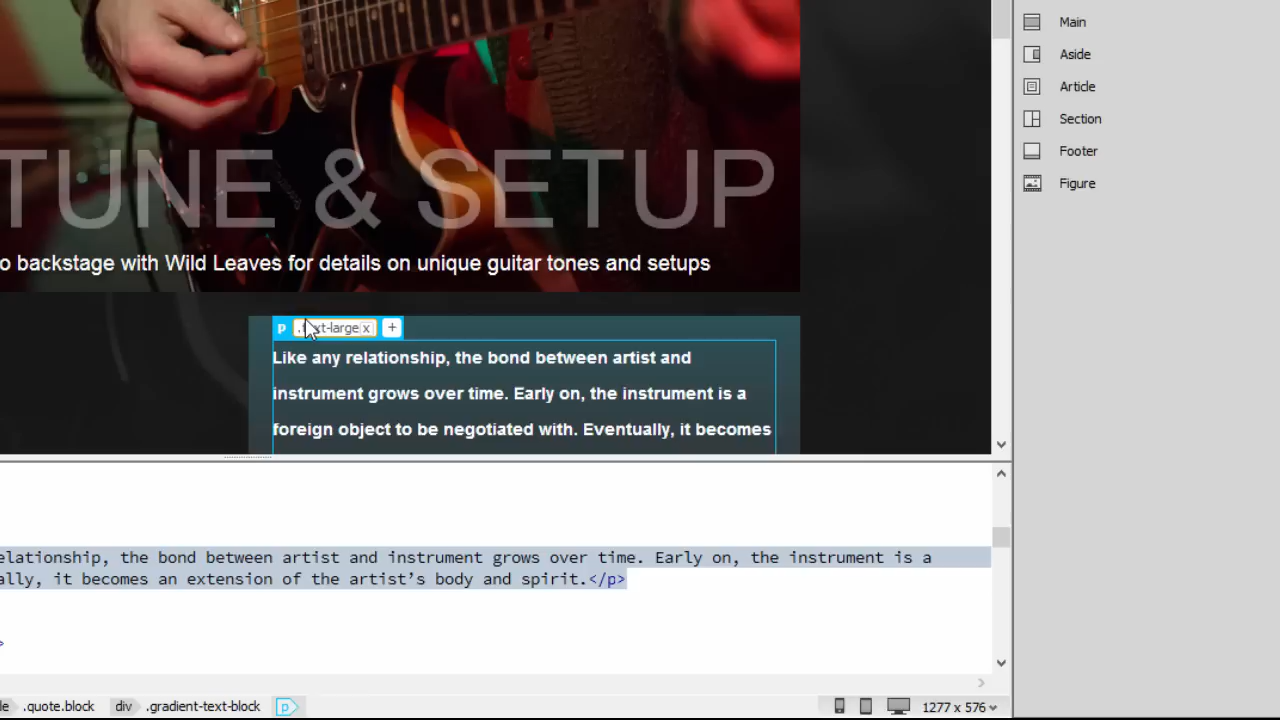 Main
Aside
Article
Section
Footer
Figure
TUNE & SETUP
o backstage with Wild Leaves for details on unique guitar tones and setups
p .text-large x +
Like any relationship, the bond between artist and
instrument grows over time. Early on, the instrument is a
foreign object to be negotiated with. Eventually, it becomes
elationship, the bond between artist and instrument grows over time. Early on, the instrument is a
ally, it becomes an extension of the artist’s body and spirit.</p>
>
le .quote.block div .gradient-text-block p 1277 x 576